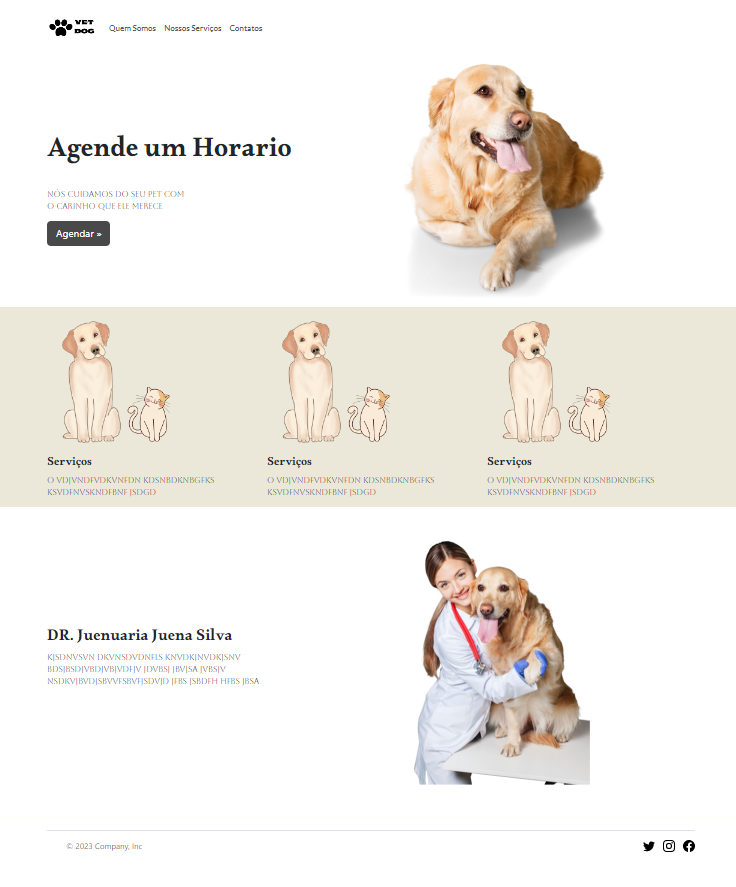 VET
DOG
Quem Somos Nossos Serviços Contatos
Agende um Horario
NÓS CUIDAMOS DO SEU PET COM
O CARINHO QUE ELE MERECE
Agendar »
Serviços Serviços Serviços
O VDJVNDFVDKVNFDN KDSNBDKNBGFKS O VDJVNDFVDKVNFDN KDSNBDKNBGFKS O VDJVNDFVDKVNFDN KDSNBDKNBGFKS
KSVDFNVSKNDFBNF JSDGD KSVDFNVSKNDFBNF JSDGD KSVDFNVSKNDFBNF JSDGD
DR. Juenuaria Juena Silva
KJSDNVSVN DKVNSDVDNFLS KNVDKJNVDKJSNV
BDSJBSDJVBDJVBJVDFJV JDVBSJ JBVJSA JVBSJV
NSDKVJBVDJSBVVFSBVFJSDVJD JFBS JSBDFH HFBS JBSA
© 2023 Company, Inc